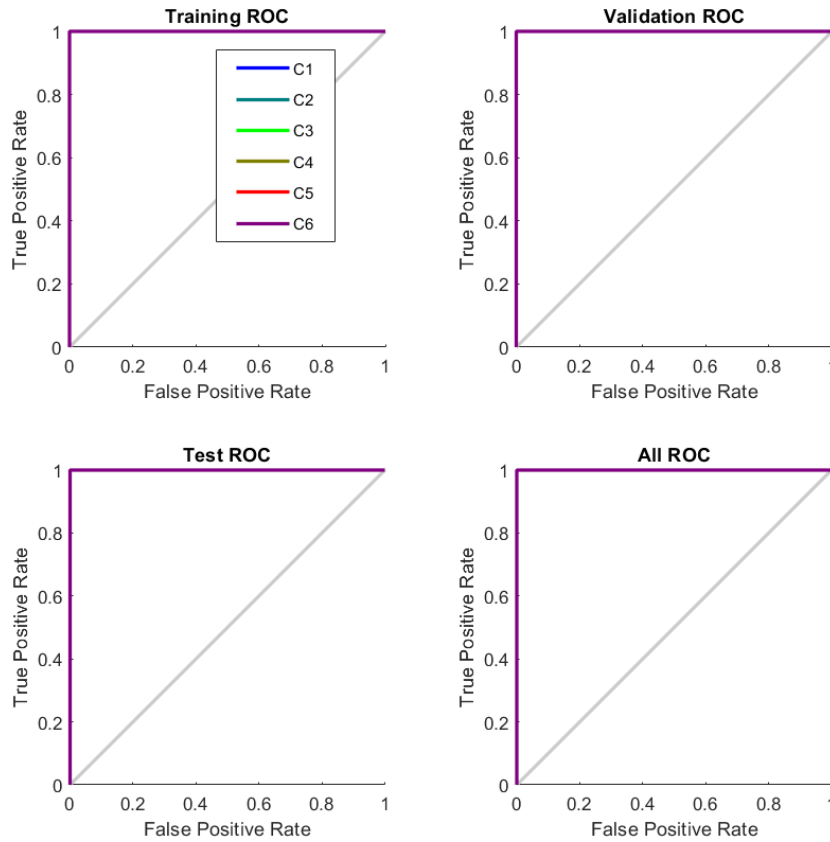 Training ROC
1
0.8
0.6
0.4
0.2
0
True Positive Rate
C1
C2
C3
C4
C5
C6
0 0.2 0.4 0.6 0.8 1
False Positive Rate
Validation ROC
1
0.8
0.6
0.4
0.2
0
True Positive Rate
0 0.2 0.4 0.6 0.8 1
False Positive Rate
Test ROC
1
0.8
0.6
0.4
0.2
0
True Positive Rate
0 0.2 0.4 0.6 0.8 1
False Positive Rate
All ROC
1
0.8
0.6
0.4
0.2
0
True Positive Rate
0 0.2 0.4 0.6 0.8 1
False Positive Rate